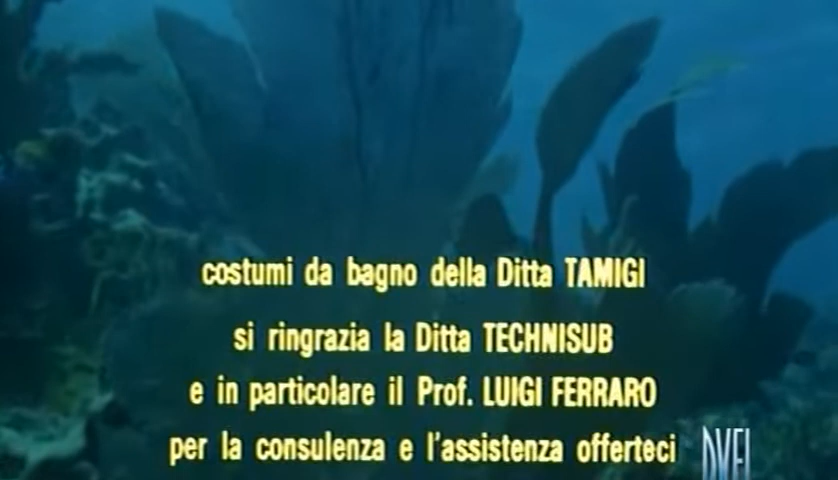 costumi da bagno della Ditta TAMIGI
si ringrazia la Ditta TECHNISUB
e in particolare il Prof. LUIGI FERRARO
per la consulenza e l'assistenza offerteci